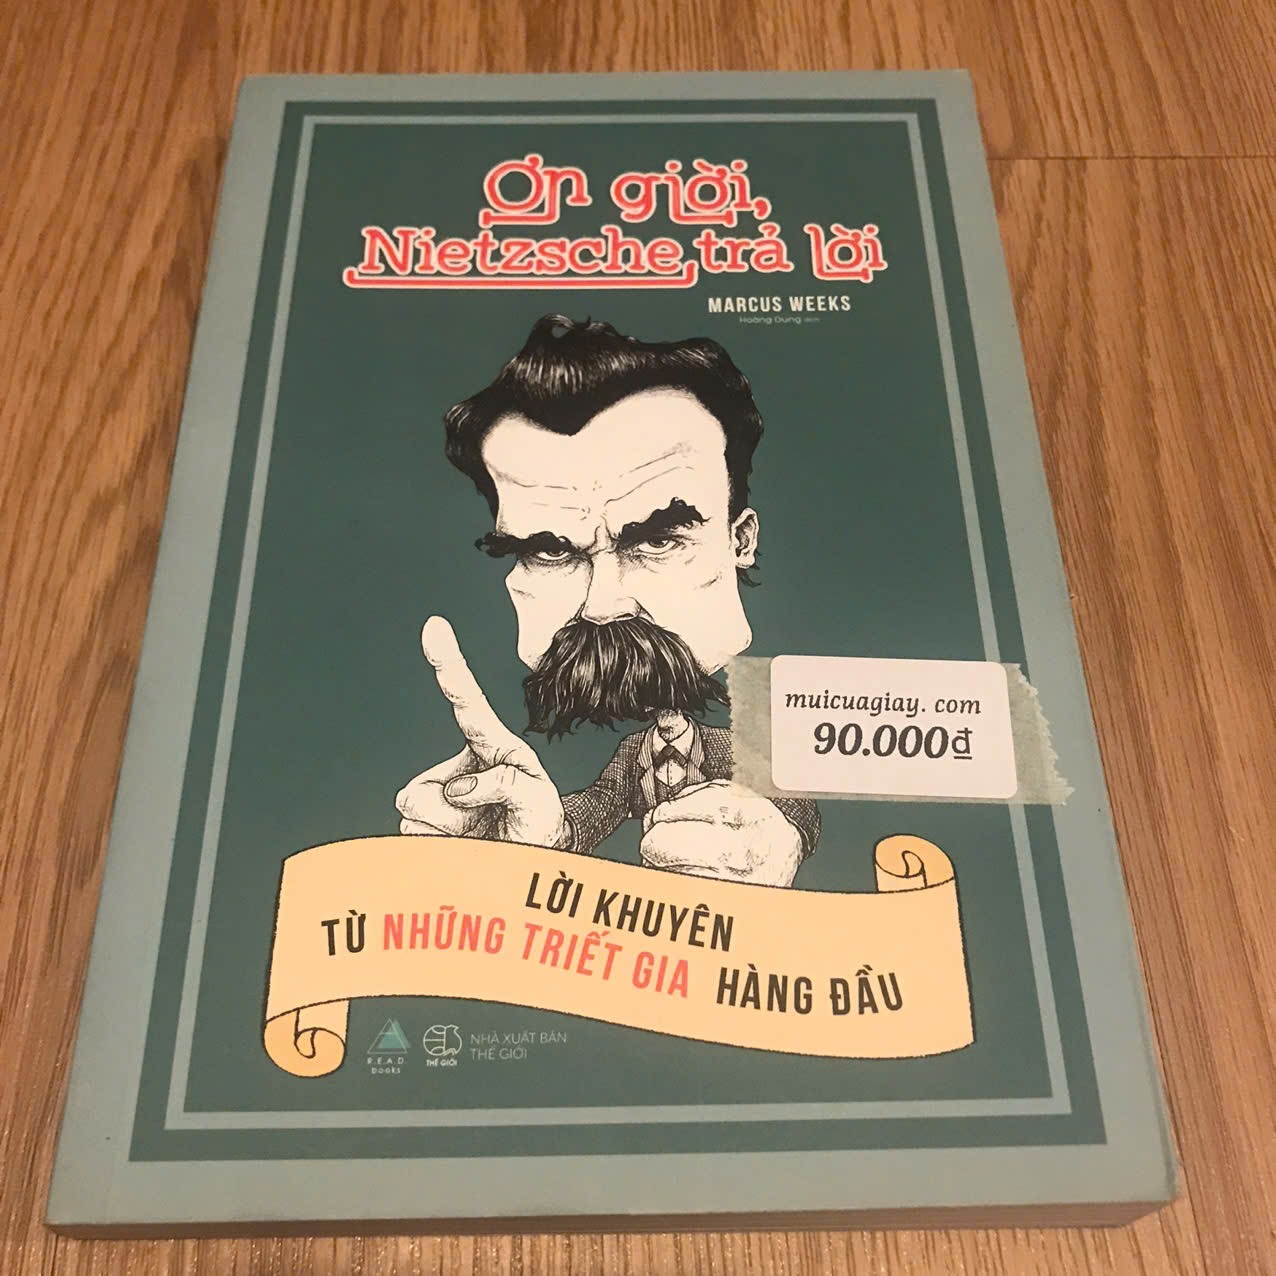 Ơn giời,
Nietzsche trả lời
MARCUS WEEKS
Hoàng Dung dịch
muicuagiay. com
90.000đ
LỜI KHUYÊN
TỪ NHỮNG TRIẾT GIA HÀNG ĐẦU
R.E.A.D
books
THẾ GIỚI
NHÀ XUẤT BẢN
THẾ GIỚI